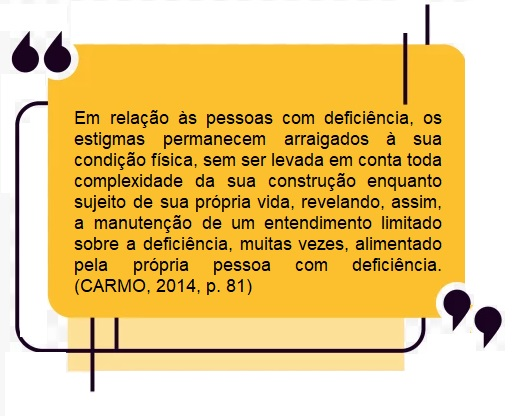 Em relação às pessoas com deficiência, os
estigmas permanecem arraigados à sua
condição física, sem ser levada em conta toda
complexidade da sua construção enquanto
sujeito de sua própria vida, revelando, assim,
a manutenção de um entendimento limitado
sobre a deficiência, muitas vezes, alimentado
pela própria pessoa com deficiência.
(CARMO, 2014, p. 81)